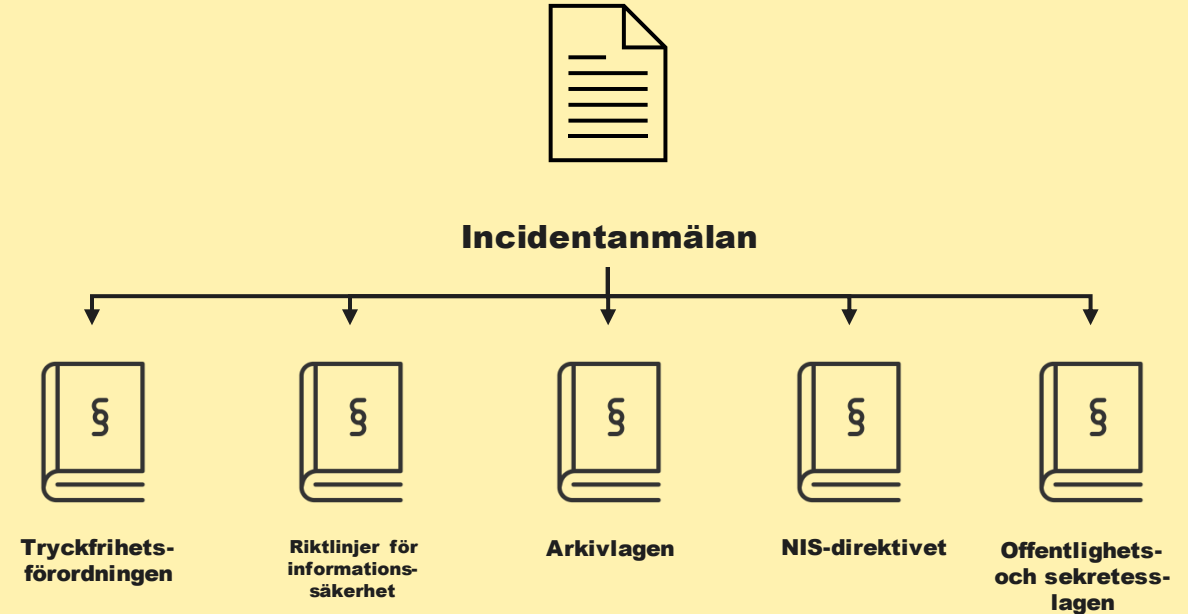 Incidentanmälan
§
§
§
§
§
Tryckfrihets-
förordningen
Riktlinjer för
informations-
säkerhet
Arkivlagen
NIS-direktivet
Offentlighets-
och sekretess-
lagen